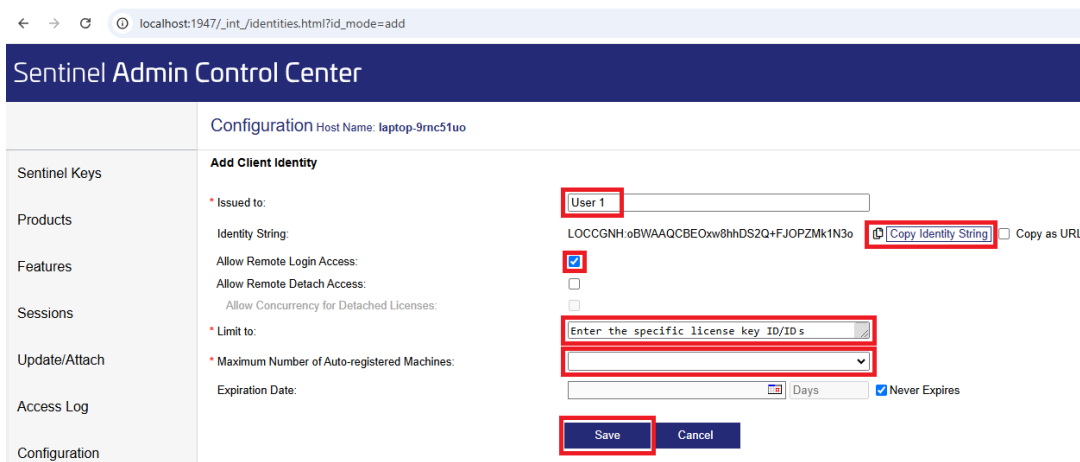 localhost:1947/_int_/identities.html?id_mode=add
Sentinel Admin Control Center
Configuration Host Name: laptop-9rnc51uo
Sentinel Keys
Products
Features
Sessions
Update/Attach
Access Log
Configuration
Add Client Identity
* Issued to: User 1
Identity String: LOCCGNH:oBWAAQCBEOxw8hhDS2Q+FJOPZMk1N3o Copy Identity String Copy as URL
Allow Remote Login Access:
Allow Remote Detach Access:
Allow Concurrency for Detached Licenses:
* Limit to: Enter the specific license key ID/IDs
* Maximum Number of Auto-registered Machines:
Expiration Date: Days Never Expires
Save Cancel